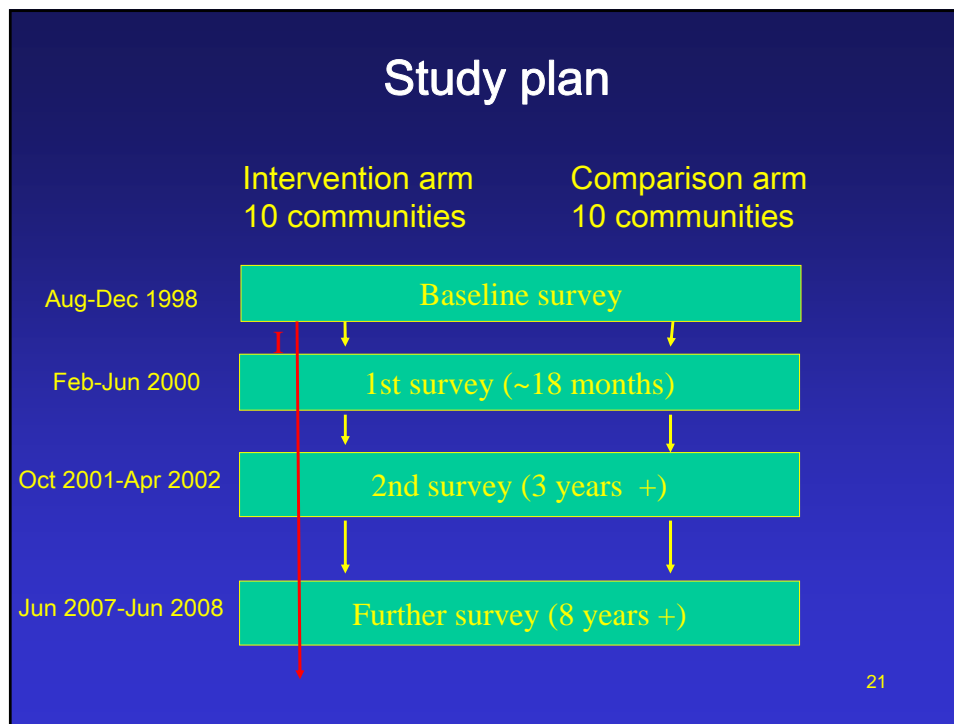 Study plan
Intervention arm
10 communities
Comparison arm
10 communities
Aug-Dec 1998
Baseline survey
I
Feb-Jun 2000
1st survey (~18 months)
Oct 2001-Apr 2002
2nd survey (3 years  +)
Jun 2007-Jun 2008
Further survey (8 years +)
21